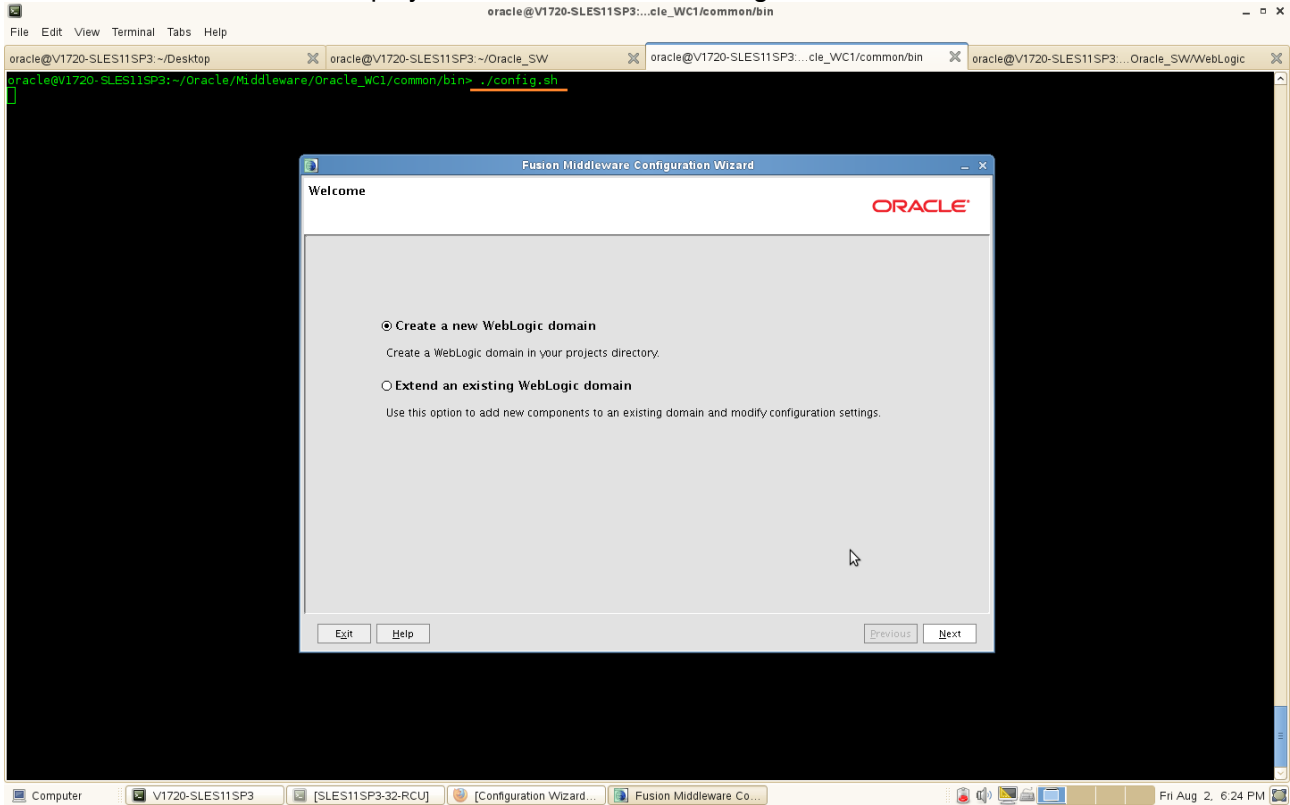 oracle@V1720-SLES11SP3:...cle_WC1/common/bin
File Edit View Terminal Tabs Help
oracle@V1720-SLES11SP3:~/Desktop oracle@V1720-SLES11SP3:~/Oracle_SW oracle@V1720-SLES11SP3:...cle_WC1/common/bin oracle@V1720-SLES11SP3:...Oracle_SW/WebLogic
oracle@V1720-SLES11SP3:~/Oracle/Middleware/Oracle_WC1/common/bin> ./config.sh
Fusion Middleware Configuration Wizard
Welcome
ORACLE
Create a new WebLogic domain
Create a WebLogic domain in your projects directory.
Extend an existing WebLogic domain
Use this option to add new components to an existing domain and modify configuration settings.
Exit Help Previous Next
Computer V1720-SLES11SP3 [SLES11SP3-32-RCU] [Configuration Wizard... Fusion Middleware Co... Fri Aug 2, 6:24 PM